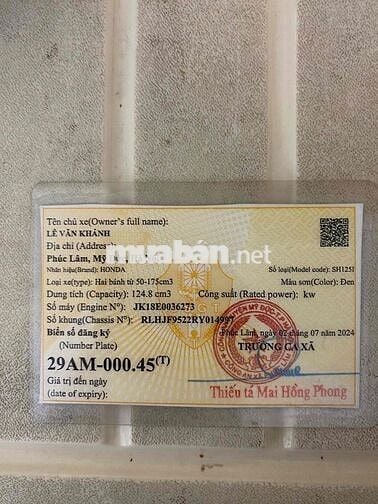 Tên chủ xe(Owner's full name):
LÊ VĂN KHÁNH
Địa chỉ (Address)
Phúc Lâm, Mỹ
muaban.net
Nhãn hiệu(Brand): HONDA
Số loại(Model code): SH125I
Loại xe(type): Hai bánh từ 50-175cm3
Màu sơn(Color): Đen
Dung tích (Capacity): 124.8 cm3
Công suất (Rated power): kw
Số máy (Engine N°): JK18E0036273
Số khung(Chassis N°): RLHJF9522RY014997
Biển số đăng ký
Phúc Lâm, ngày 02 tháng 07 năm 2024
(Number Plate)
TRƯỞNG CA XÃ
29AM-000.45(T)
Giá trị đến ngày
(date of expiry):
Thiếu tá Mai Hồng Phong